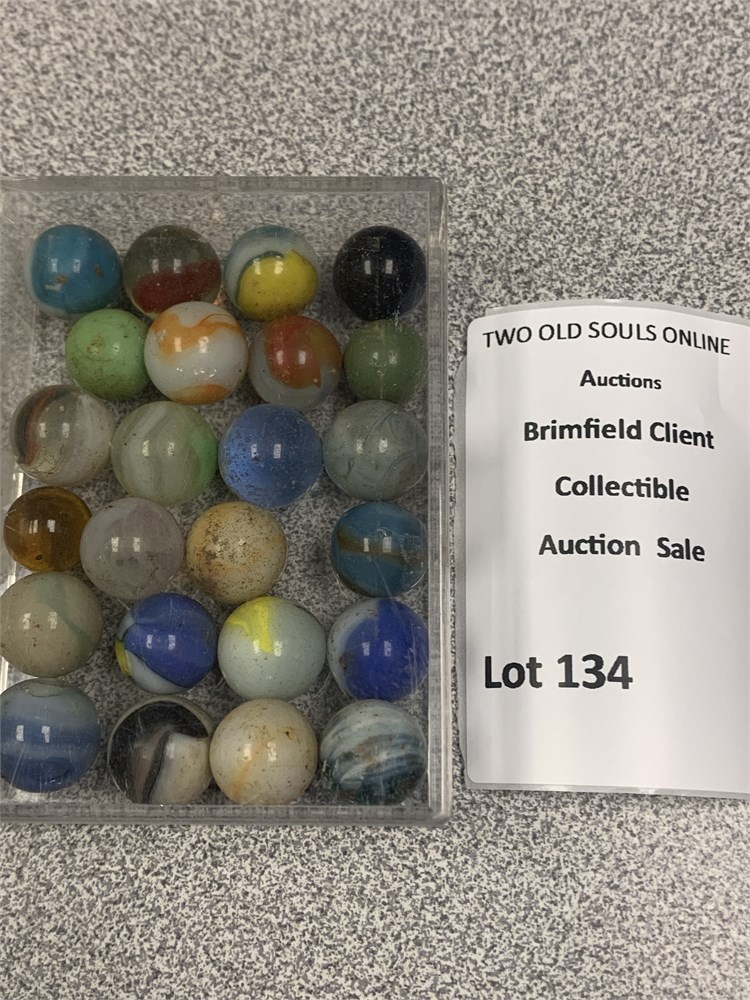 TWO OLD SOULS ONLINE
Auctions
Brimfield Client
Collectible
Auction Sale
Lot 134